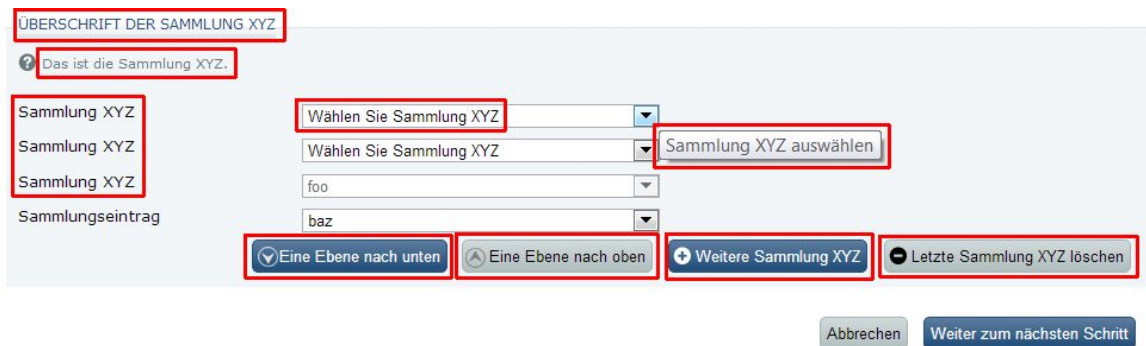 ÜBERSCHRIFT DER SAMMLUNG XYZ
? Das ist die Sammlung XYZ.
Sammlung XYZ Wählen Sie Sammlung XYZ
Sammlung XYZ Wählen Sie Sammlung XYZ Sammlung XYZ auswählen
Sammlung XYZ foo
Sammlungseintrag baz
Eine Ebene nach unten Eine Ebene nach oben Weitere Sammlung XYZ Letzte Sammlung XYZ löschen
Abbrechen Weiter zum nächsten Schritt